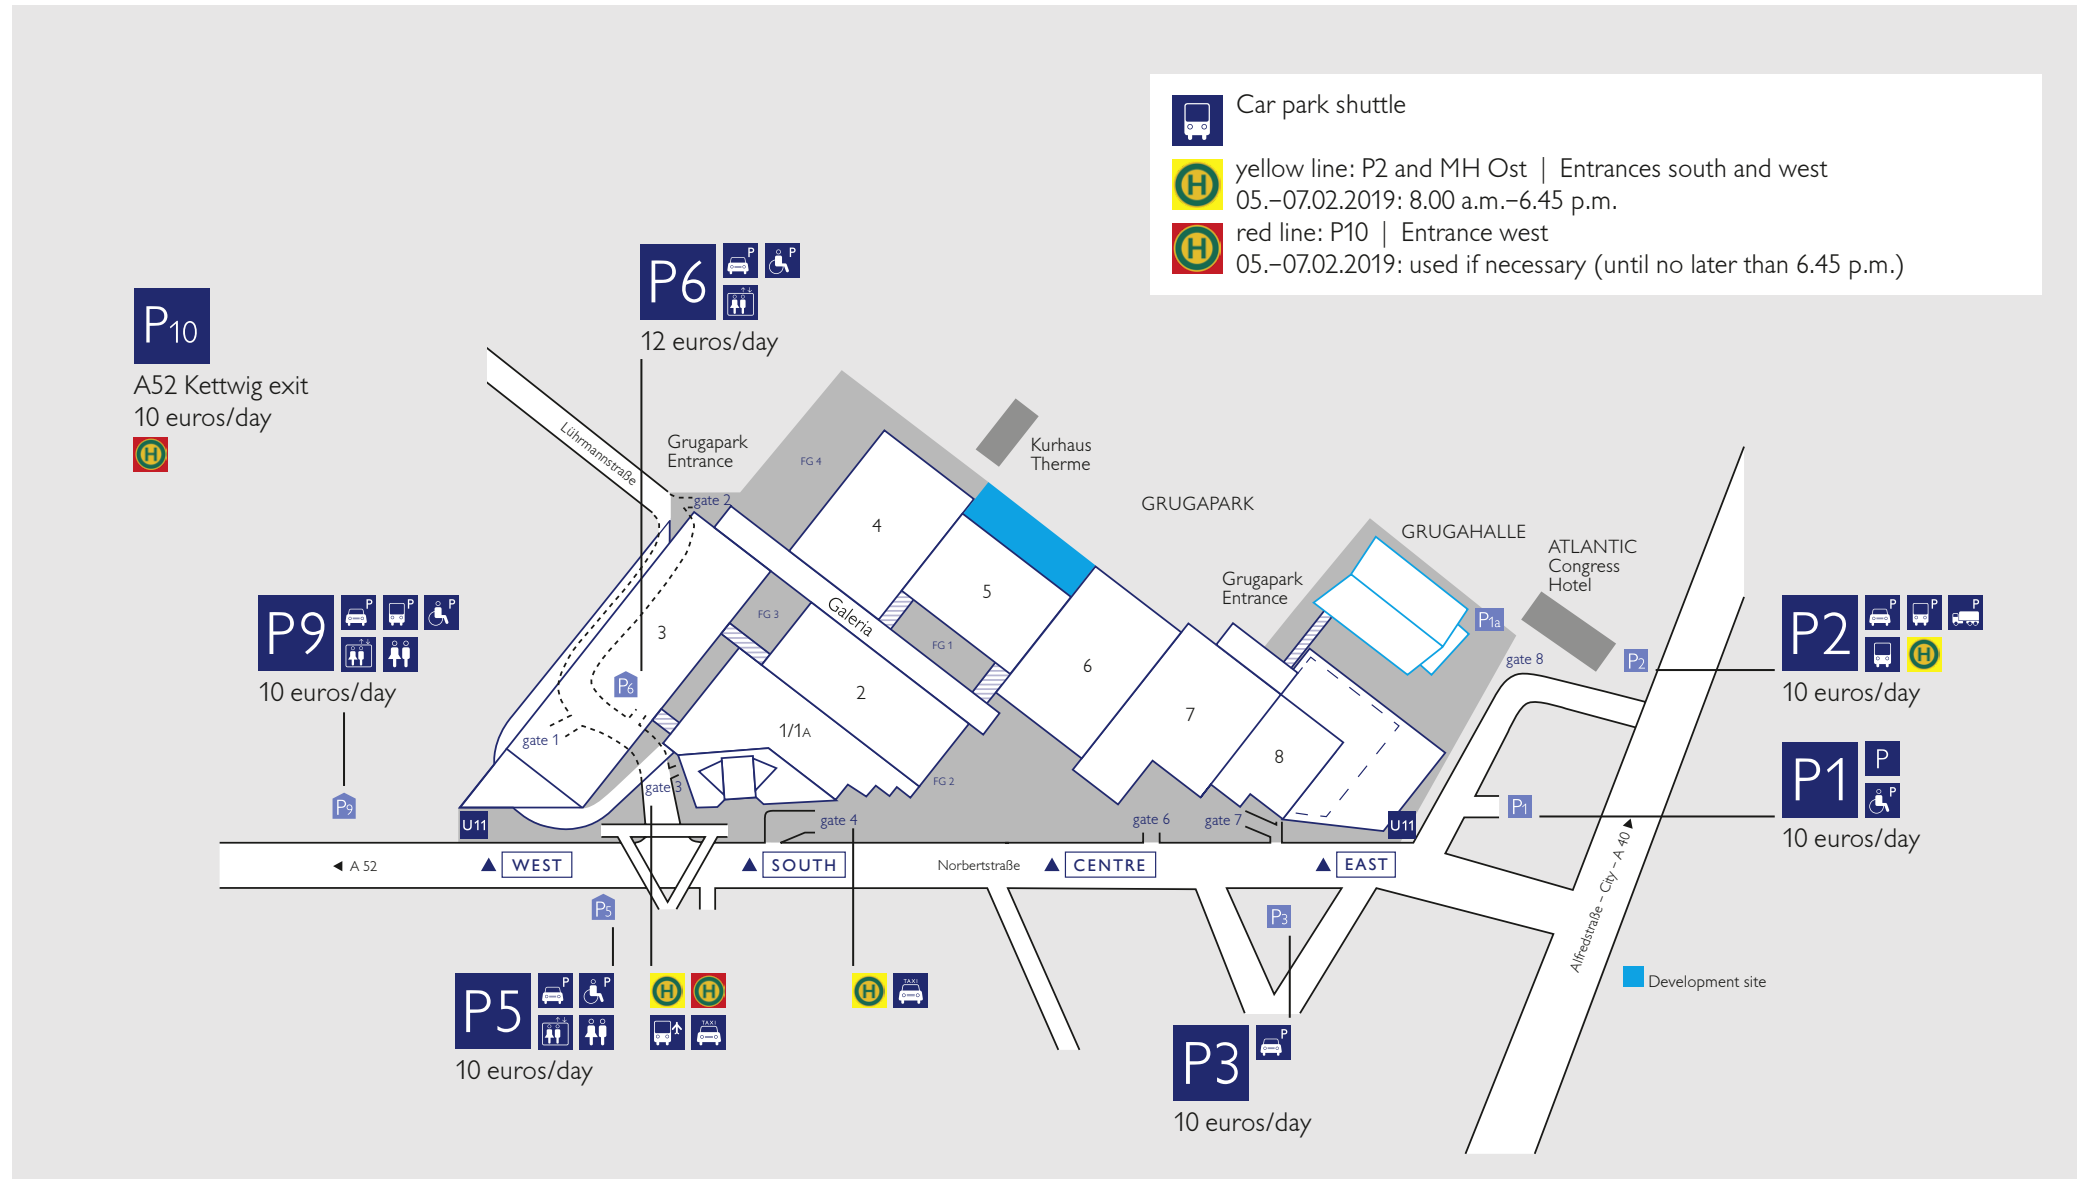 Car park shuttle
H
yellow line: P2 and MH Ost | Entrances south and west
05.–07.02.2019: 8.00 a.m.–6.45 p.m.
H
red line: P10 | Entrance west
05.–07.02.2019: used if necessary (until no later than 6.45 p.m.)
P6
P
P
12 euros/day
P10
A52 Kettwig exit
10 euros/day
H
Lührmannstraße
Grugapark
Entrance
gate 2
FG 4
Kurhaus
Therme
GRUGAPARK
GRUGAHALLE
ATLANTIC
Congress
Hotel
Grugapark
Entrance
4
5
Galeria
3
FG 3
FG 1
P1a
gate 8
P2
P9
P
P
P
10 euros/day
P9
P2
P
P
P
H
10 euros/day
P6
6
2
1/1A
7
8
gate 1
gate 3
FG 2
P1
P
P
10 euros/day
P1
U11
gate 4
gate 6
gate 7
U11
A 52
WEST
SOUTH
Norbertstraße
CENTRE
EAST
Alfredstraße – City – A 40
P5
P3
P5
P
P
10 euros/day
H
H
TAXI
H
TAXI
P3
P
10 euros/day
Development site